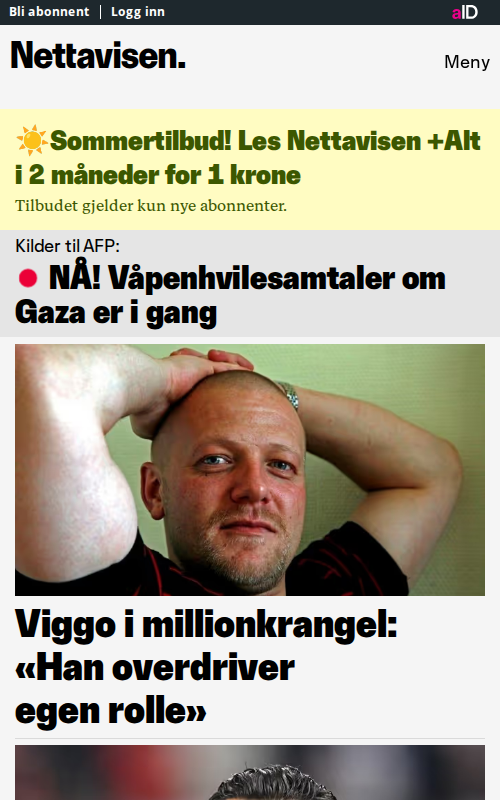 Bli abonnent | Logg inn
aID
Nettavisen.
Meny
☀️Sommertilbud! Les Nettavisen +Alt
i 2 måneder for 1 krone
Tilbudet gjelder kun nye abonnenter.
Kilder til AFP:
🔴 NÅ! Våpenhvilesamtaler om
Gaza er i gang
Viggo i millionkrangel:
«Han overdriver
egen rolle»